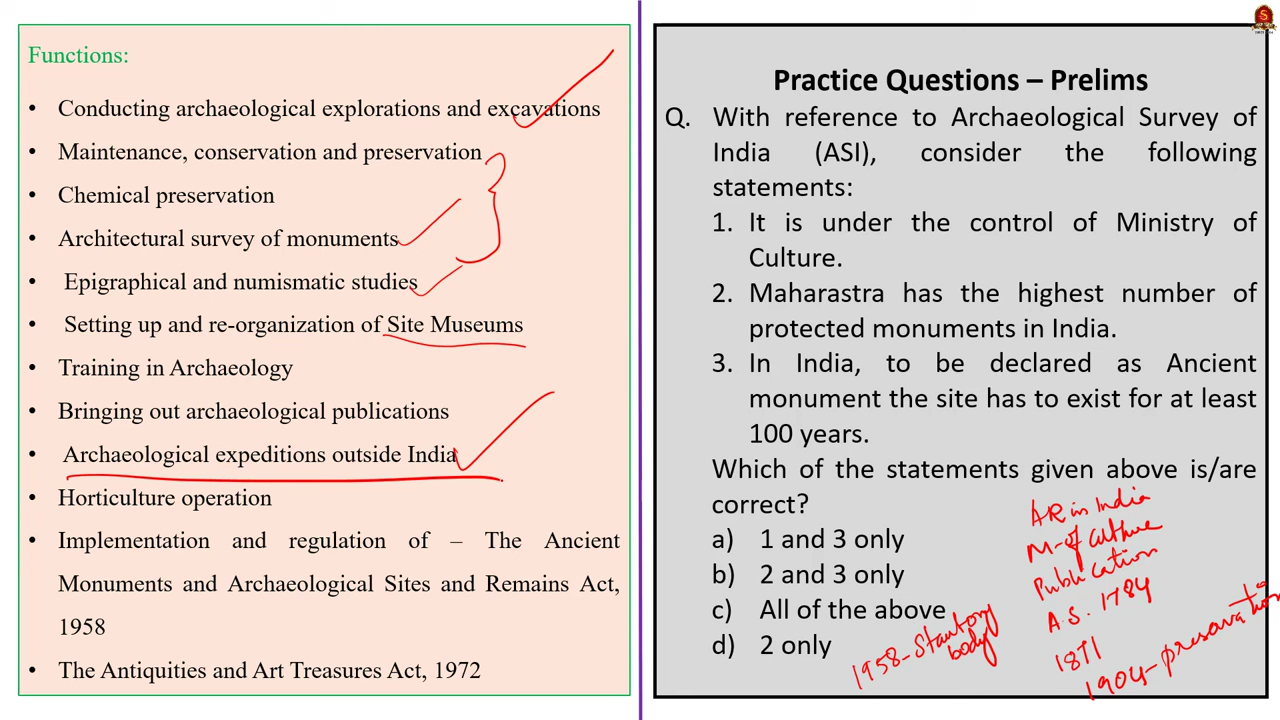 Functions:
• Conducting archaeological explorations and excavations
• Maintenance, conservation and preservation
• Chemical preservation
• Architectural survey of monuments
• Epigraphical and numismatic studies
• Setting up and re-organization of Site Museums
• Training in Archaeology
• Bringing out archaeological publications
• Archaeological expeditions outside India
• Horticulture operation
• Implementation and regulation of – The Ancient
Monuments and Archaeological Sites and Remains Act,
1958
• The Antiquities and Art Treasures Act, 1972
Practice Questions – Prelims
Q. With reference to Archaeological Survey of
India (ASI), consider the following
statements:
1. It is under the control of Ministry of
Culture.
2. Maharastra has the highest number of
protected monuments in India.
3. In India, to be declared as Ancient
monument the site has to exist for at least
100 years.
Which of the statements given above is/are
correct?
a) 1 and 3 only
b) 2 and 3 only
c) All of the above
d) 2 only
AR in India
M-of culture
Publication
A.S. 1784
1871
1904-presavation
1958-Stautory
body